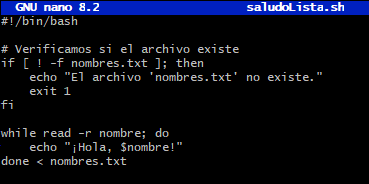 GNU nano 8.2 saludoLista.sh
#!/bin/bash
# Verificamos si el archivo existe
if [ ! -f nombres.txt ]; then
echo "El archivo 'nombres.txt' no existe."
exit 1
fi
while read -r nombre; do
echo "¡Hola, $nombre!"
done < nombres.txt